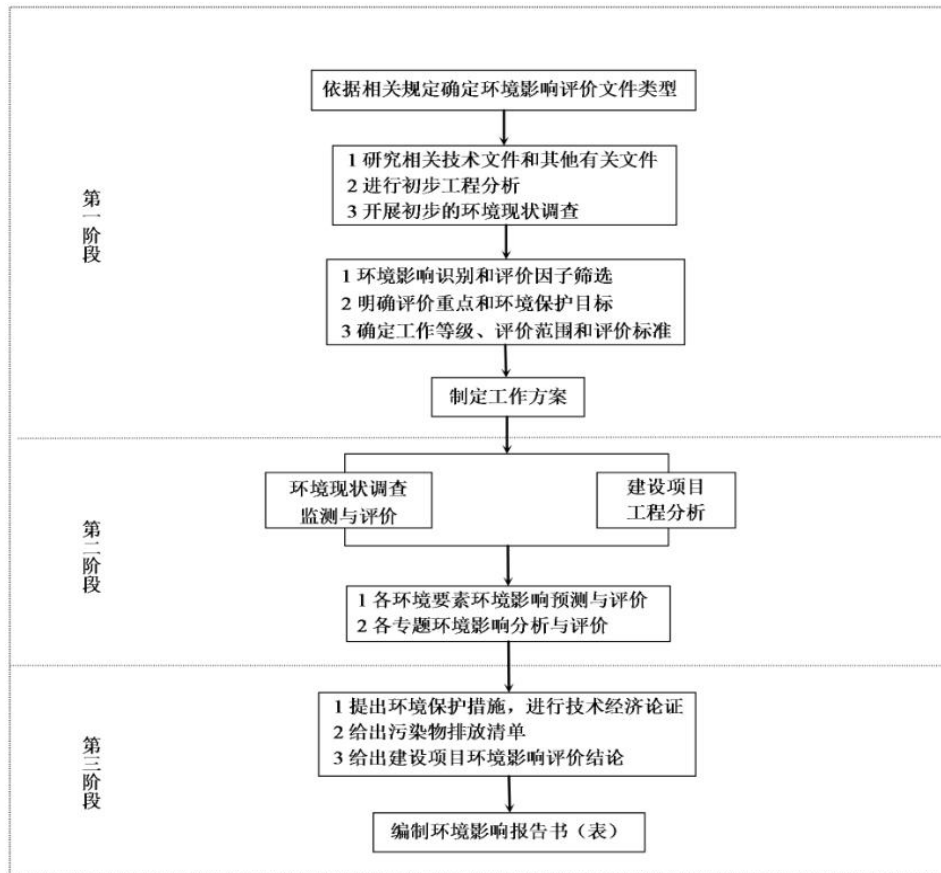 依据相关规定确定环境影响评价文件类型
1 研究相关技术文件和其他有关文件
2 进行初步工程分析
3 开展初步的环境现状调查
第一阶段
1 环境影响识别和评价因子筛选
2 明确评价重点和环境保护目标
3 确定工作等级、评价范围和评价标准
制定工作方案
环境现状调查
监测与评价
建设项目
工程分析
第二阶段
1 各环境要素环境影响预测与评价
2 各专题环境影响分析与评价
1 提出环境保护措施，进行技术经济论证
2 给出污染物排放清单
3 给出建设项目环境影响评价结论
第三阶段
编制环境影响报告书（表）